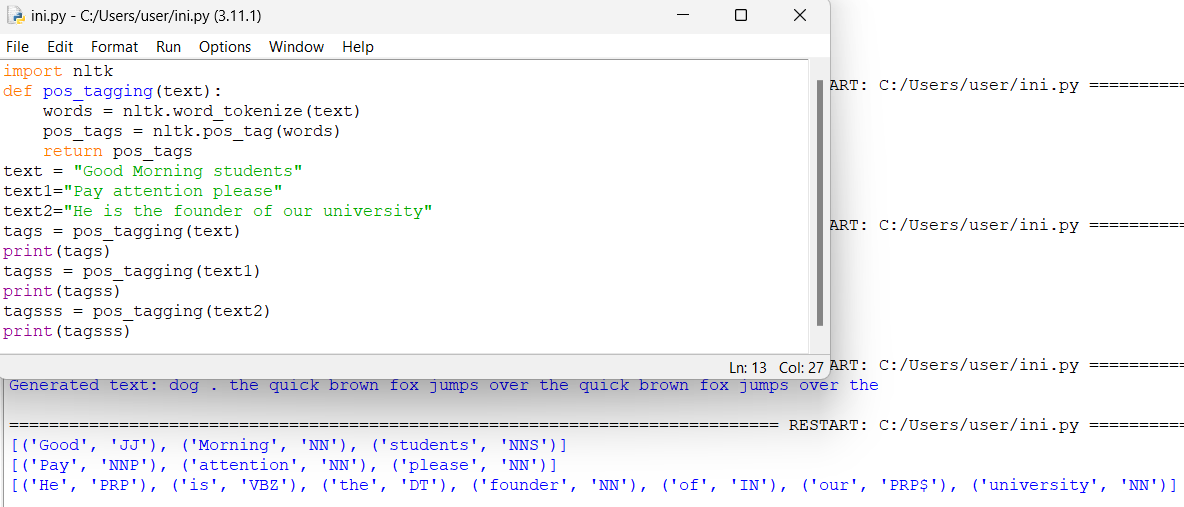 ini.py - C:/Users/user/ini.py (3.11.1)
File Edit Format Run Options Window Help
import nltk
def pos_tagging(text):
    words = nltk.word_tokenize(text)
    pos_tags = nltk.pos_tag(words)
    return pos_tags
text = "Good Morning students"
text1="Pay attention please"
text2="He is the founder of our university"
tags = pos_tagging(text)
print(tags)
tagss = pos_tagging(text1)
print(tagss)
tagsss = pos_tagging(text2)
print(tagsss)
Ln: 13 Col: 27
ART: C:/Users/user/ini.py ==========
ART: C:/Users/user/ini.py ==========
ART: C:/Users/user/ini.py ==========
Generated text: dog . the quick brown fox jumps over the quick brown fox jumps over the
============================================================================= RESTART: C:/Users/user/ini.py ==========
[('Good', 'JJ'), ('Morning', 'NN'), ('students', 'NNS')]
[('Pay', 'NNP'), ('attention', 'NN'), ('please', 'NN')]
[('He', 'PRP'), ('is', 'VBZ'), ('the', 'DT'), ('founder', 'NN'), ('of', 'IN'), ('our', 'PRP$'), ('university', 'NN')]